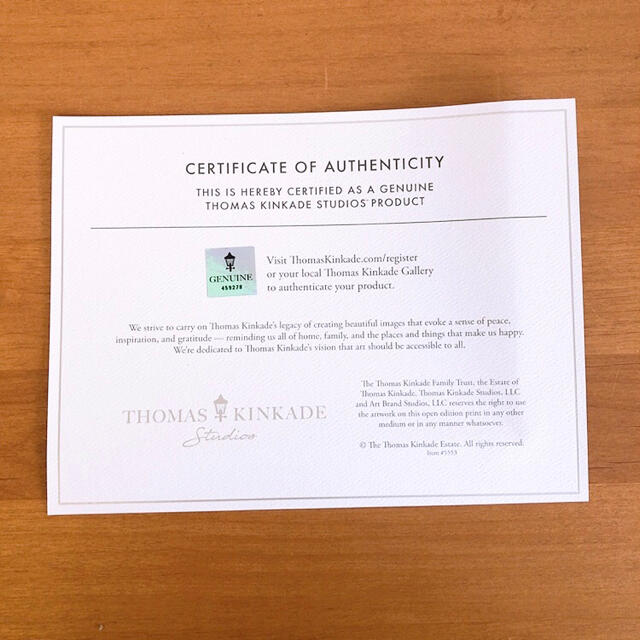 CERTIFICATE OF AUTHENTICITY
THIS IS HEREBY CERTIFIED AS A GENUINE
THOMAS KINKADE STUDIOS PRODUCT
GENUINE
459278
Visit ThomasKinkade.com/register
or your local Thomas Kinkade Gallery
to authenticate your product.
We strive to carry on Thomas Kinkade's legacy of creating beautiful images that evoke a sense of peace,
inspiration, and gratitude — reminding us all of home, family, and the places and things that make us happy.
We're dedicated to Thomas Kinkade's vision that art should be accessible to all.
THOMAS KINKADE
Studios
The Thomas Kinkade Family Trust, the Estate of
Thomas Kinkade, Thomas Kinkade Studios, LLC
and Art Brand Studios, LLC reserves the right to use
the artwork on this open edition print in any other
medium or in any manner whatsoever.
© The Thomas Kinkade Estate. All rights reserved.
Item #5553